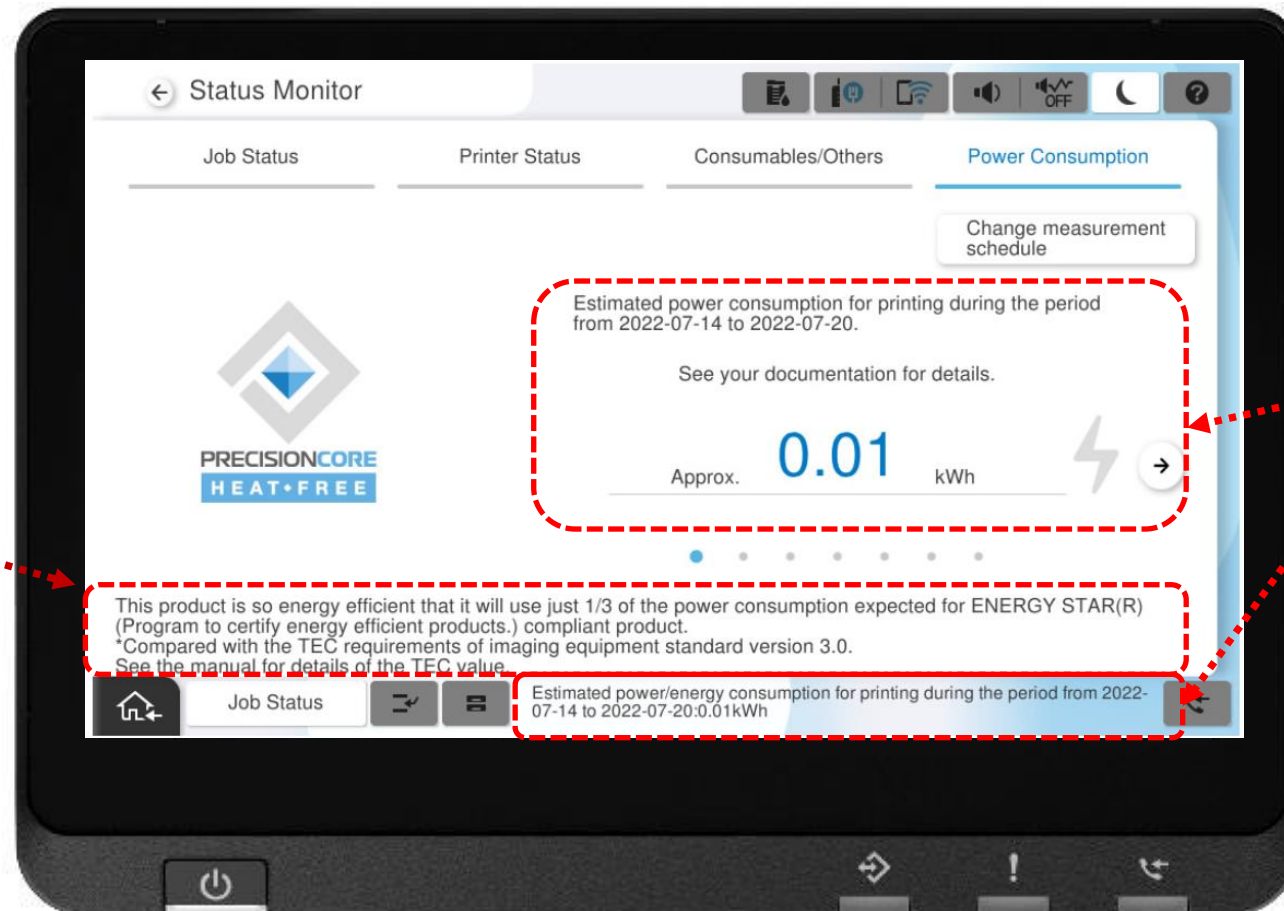 Status Monitor
OFF
?
Job Status
Printer Status
Consumables/Others
Power Consumption
Change measurement
schedule
Estimated power consumption for printing during the period
from 2022-07-14 to 2022-07-20.
See your documentation for details.
Approx. 0.01 kWh
PRECISIONCORE
HEAT•FREE
This product is so energy efficient that it will use just 1/3 of the power consumption expected for ENERGY STAR(R)
(Program to certify energy efficient products.) compliant product.
*Compared with the TEC requirements of imaging equipment standard version 3.0.
See the manual for details of the TEC value.
Job Status
Estimated power/energy consumption for printing during the period from 2022-
07-14 to 2022-07-20:0.01kWh
!